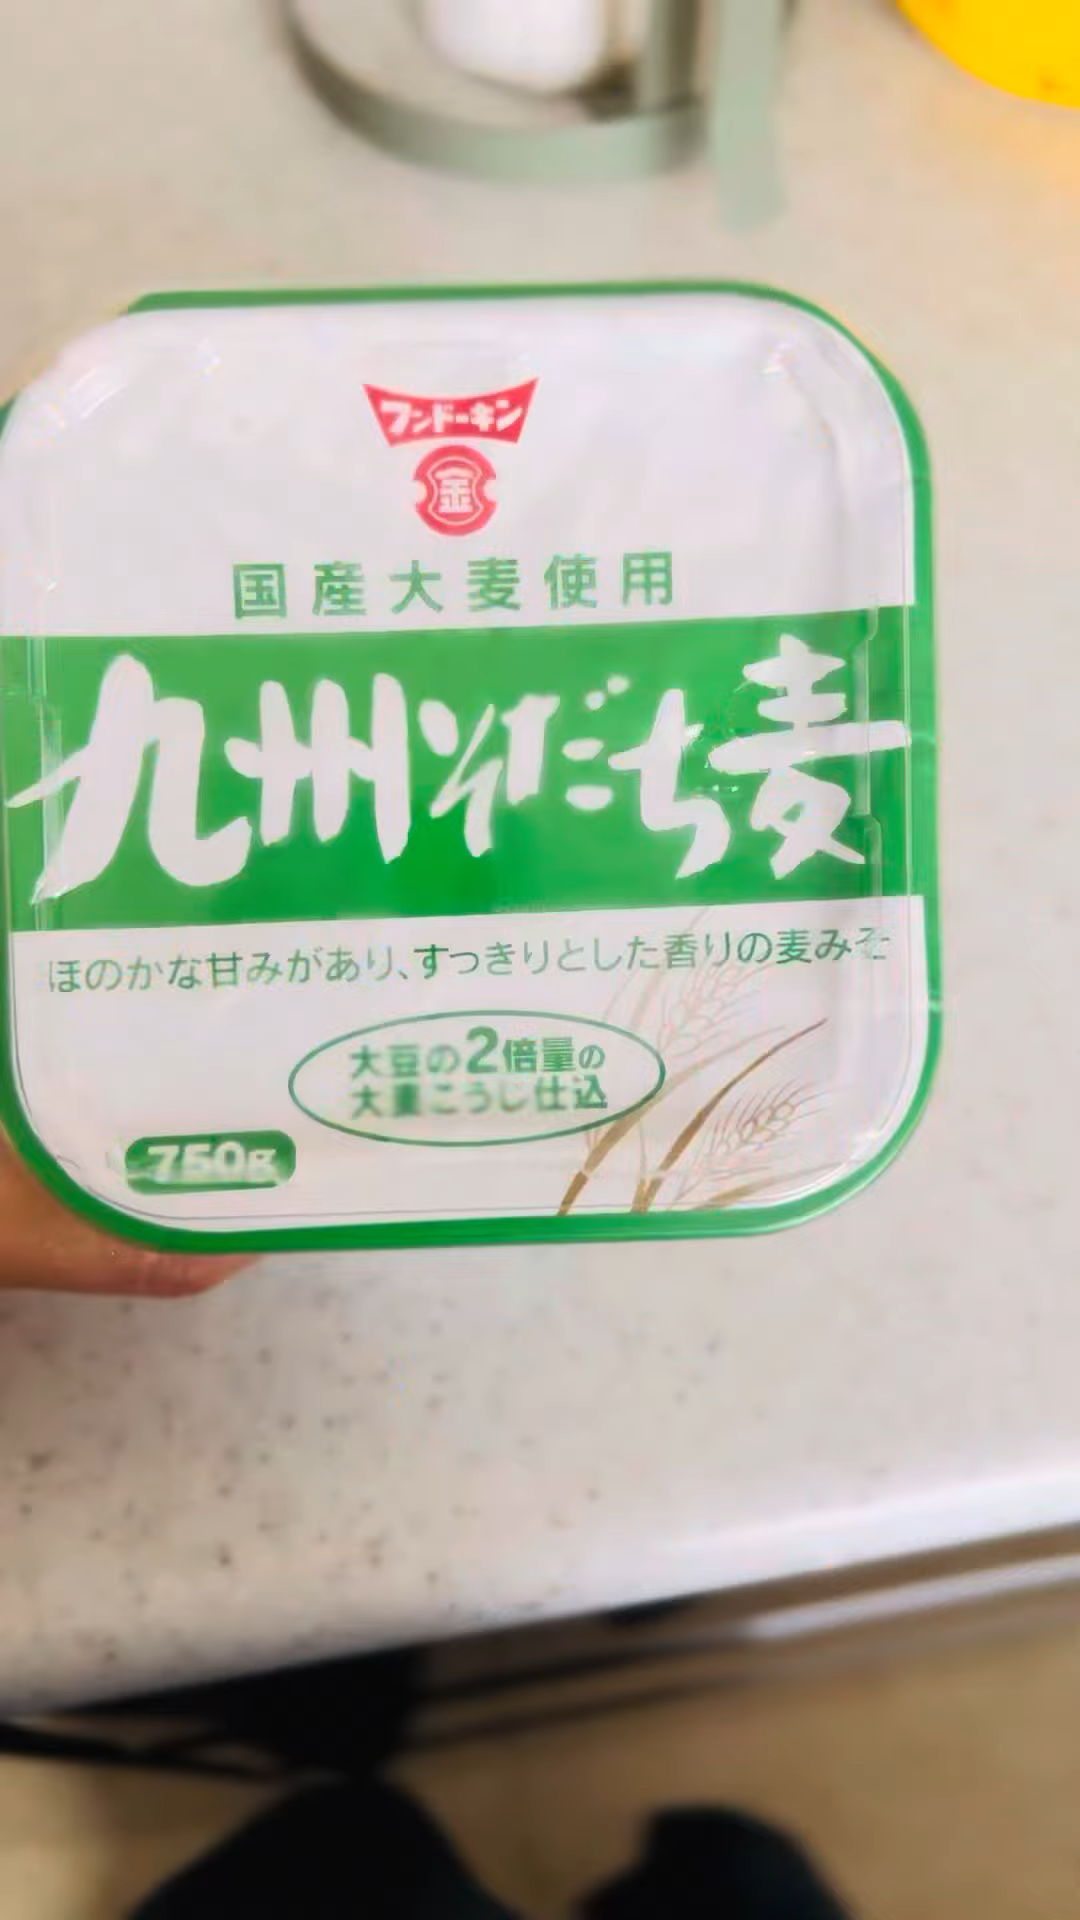 フンドーキン
金
国産大麦使用
九州そだち麦
ほのかな甘みがあり、すっきりとした香りの麦みそ
大豆の2倍量の
大麦こうじ仕込
750g